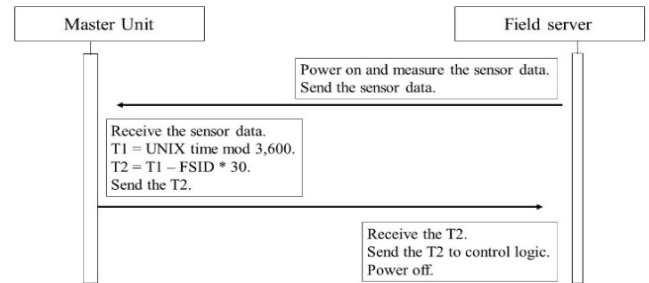 Master Unit
Field server
Power on and measure the sensor data.
Send the sensor data.
Receive the sensor data.
T1 = UNIX time mod 3,600.
T2 = T1 – FSID * 30.
Send the T2.
Receive the T2.
Send the T2 to control logic.
Power off.